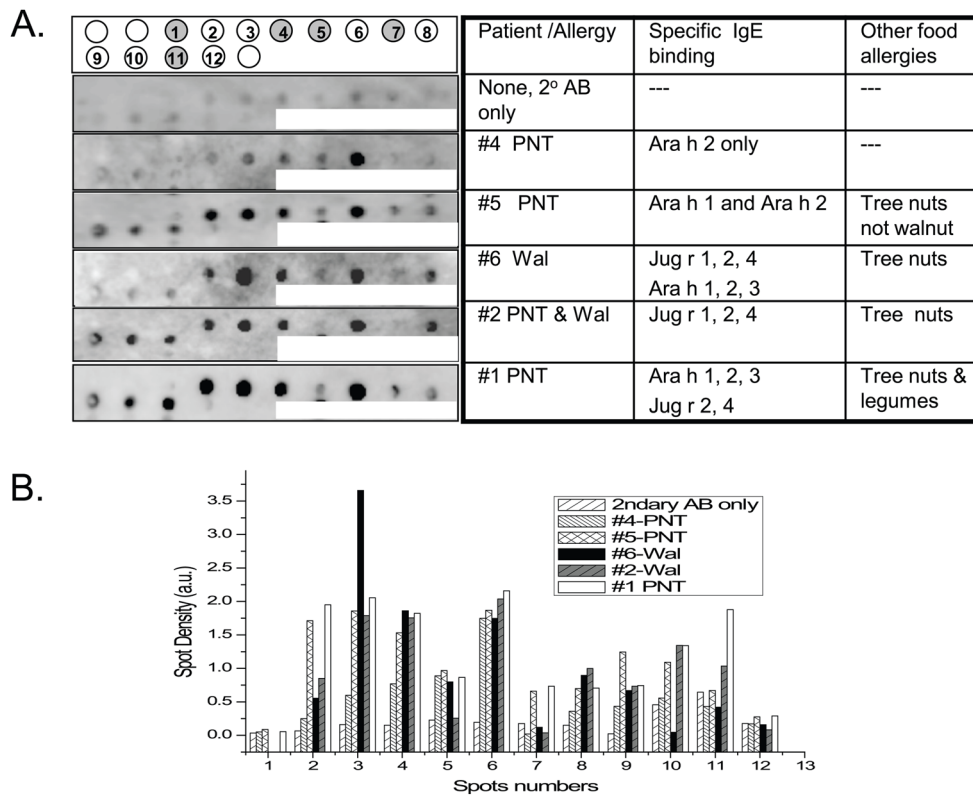 A.
1 2 3 4 5 6 7 8
9 10 11 12
Patient /Allergy Specific IgE binding Other food allergies
None, 2º AB only --- ---
#4 PNT Ara h 2 only ---
#5 PNT Ara h 1 and Ara h 2 Tree nuts not walnut
#6 Wal Jug r 1, 2, 4 Ara h 1, 2, 3 Tree nuts
#2 PNT & Wal Jug r 1, 2, 4 Tree nuts
#1 PNT Ara h 1, 2, 3 Jug r 2, 4 Tree nuts & legumes
B.
Spot Density (a.u.)
3.5
3.0
2.5
2.0
1.5
1.0
0.5
0.0
2ndary AB only
#4-PNT
#5-PNT
#6-Wal
#2-Wal
#1 PNT
1 2 3 4 5 6 7 8 9 10 11 12 13
Spots numbers